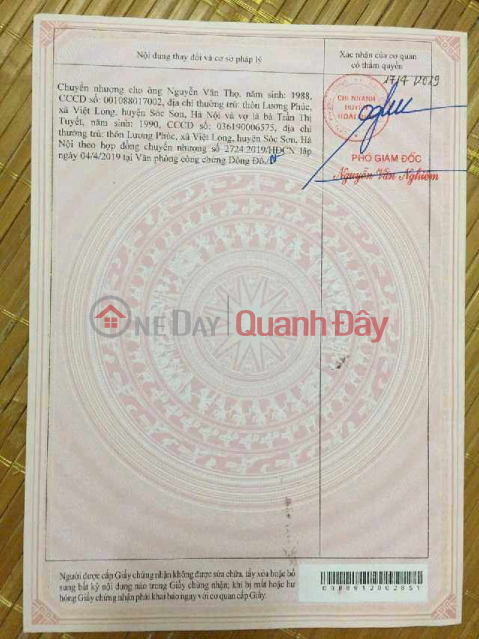 Nội dung thay đổi và cơ sở pháp lý
Xác nhận của cơ quan
có thẩm quyền
Chuyển nhượng cho ông Nguyễn Văn Thọ, năm sinh: 1988,
CCCD số: 001088017002, địa chỉ thường trú: thôn Lương Phúc,
xã Việt Long, huyện Sóc Sơn, Hà Nội và vợ là bà Trần Thị
Tuyết, năm sinh: 1990, CCCD số: 036190006575, địa chỉ
thường trú: thôn Lương Phúc, xã Việt Long, huyện Sóc Sơn, Hà
Nội theo hợp đồng chuyển nhượng số 2724.2019/HĐCN lập
ngày 04/4/2019 tại Văn phòng công chứng Đông Đô./.
17/4/2019
CHI NHÁNH
HUYỆN
PHÓ GIÁM ĐỐC
Nguyễn Văn Nghiêm
ONEDAY Quanh Đây
Người được cấp Giấy chứng nhận không được sửa chữa, tẩy xóa hoặc bổ
sung bất kỳ nội dung nào trong Giấy chứng nhận; khi bị mất hoặc hư
hỏng Giấy chứng nhận phải khai báo ngay với cơ quan cấp Giấy.